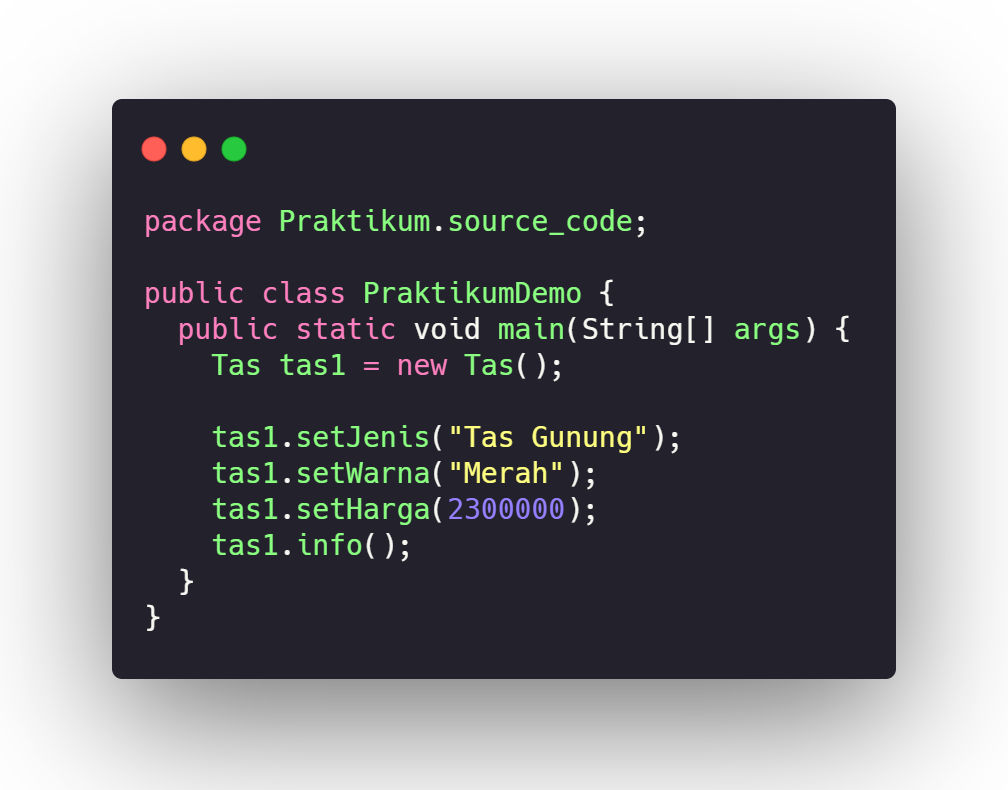 package Praktikum.source_code;

public class PraktikumDemo {
  public static void main(String[] args) {
    Tas tas1 = new Tas();

    tas1.setJenis("Tas Gunung");
    tas1.setWarna("Merah");
    tas1.setHarga(2300000);
    tas1.info();
  }
}